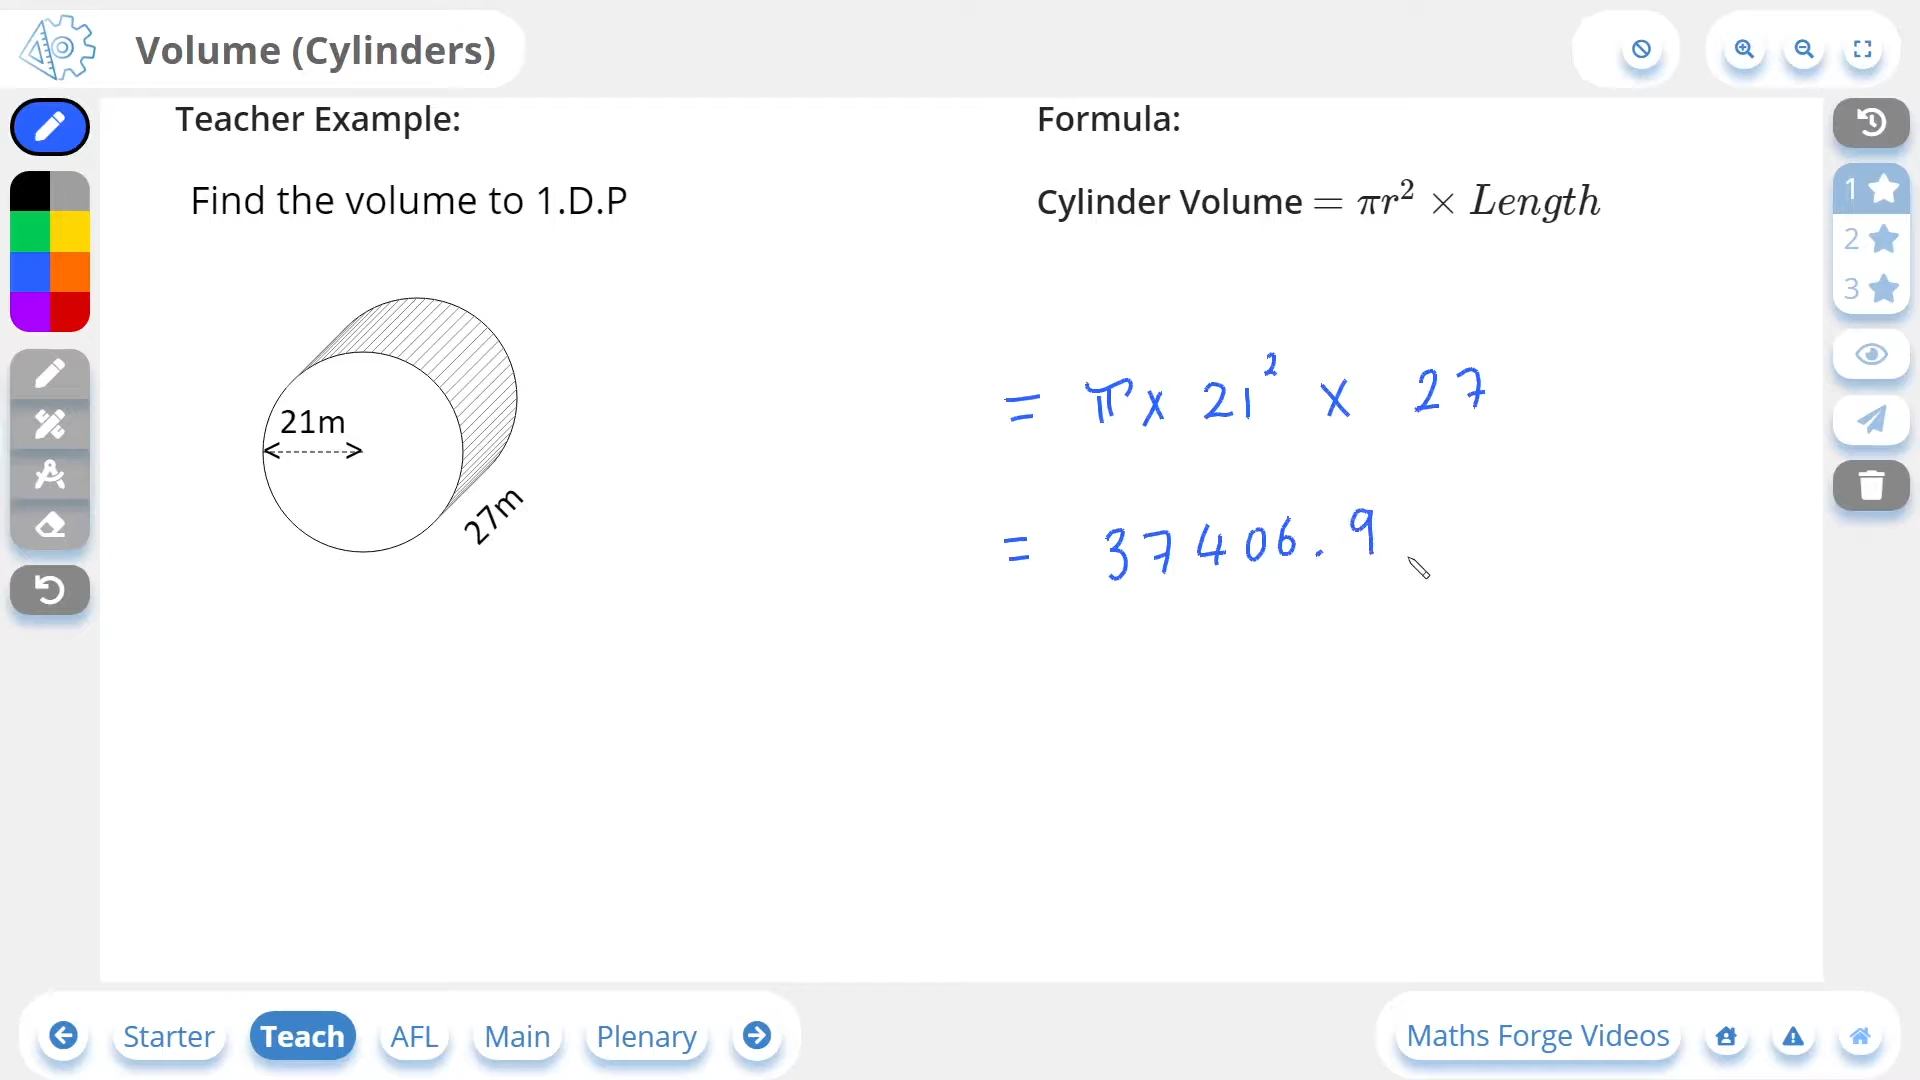 Volume (Cylinders)
Teacher Example:
Formula:
Find the volume to 1.D.P
Cylinder Volume = πr² × Length
1
2
3
21m
27m
= π × 21² × 27
= 37406.9
Starter
Teach
AFL
Main
Plenary
Maths Forge Videos